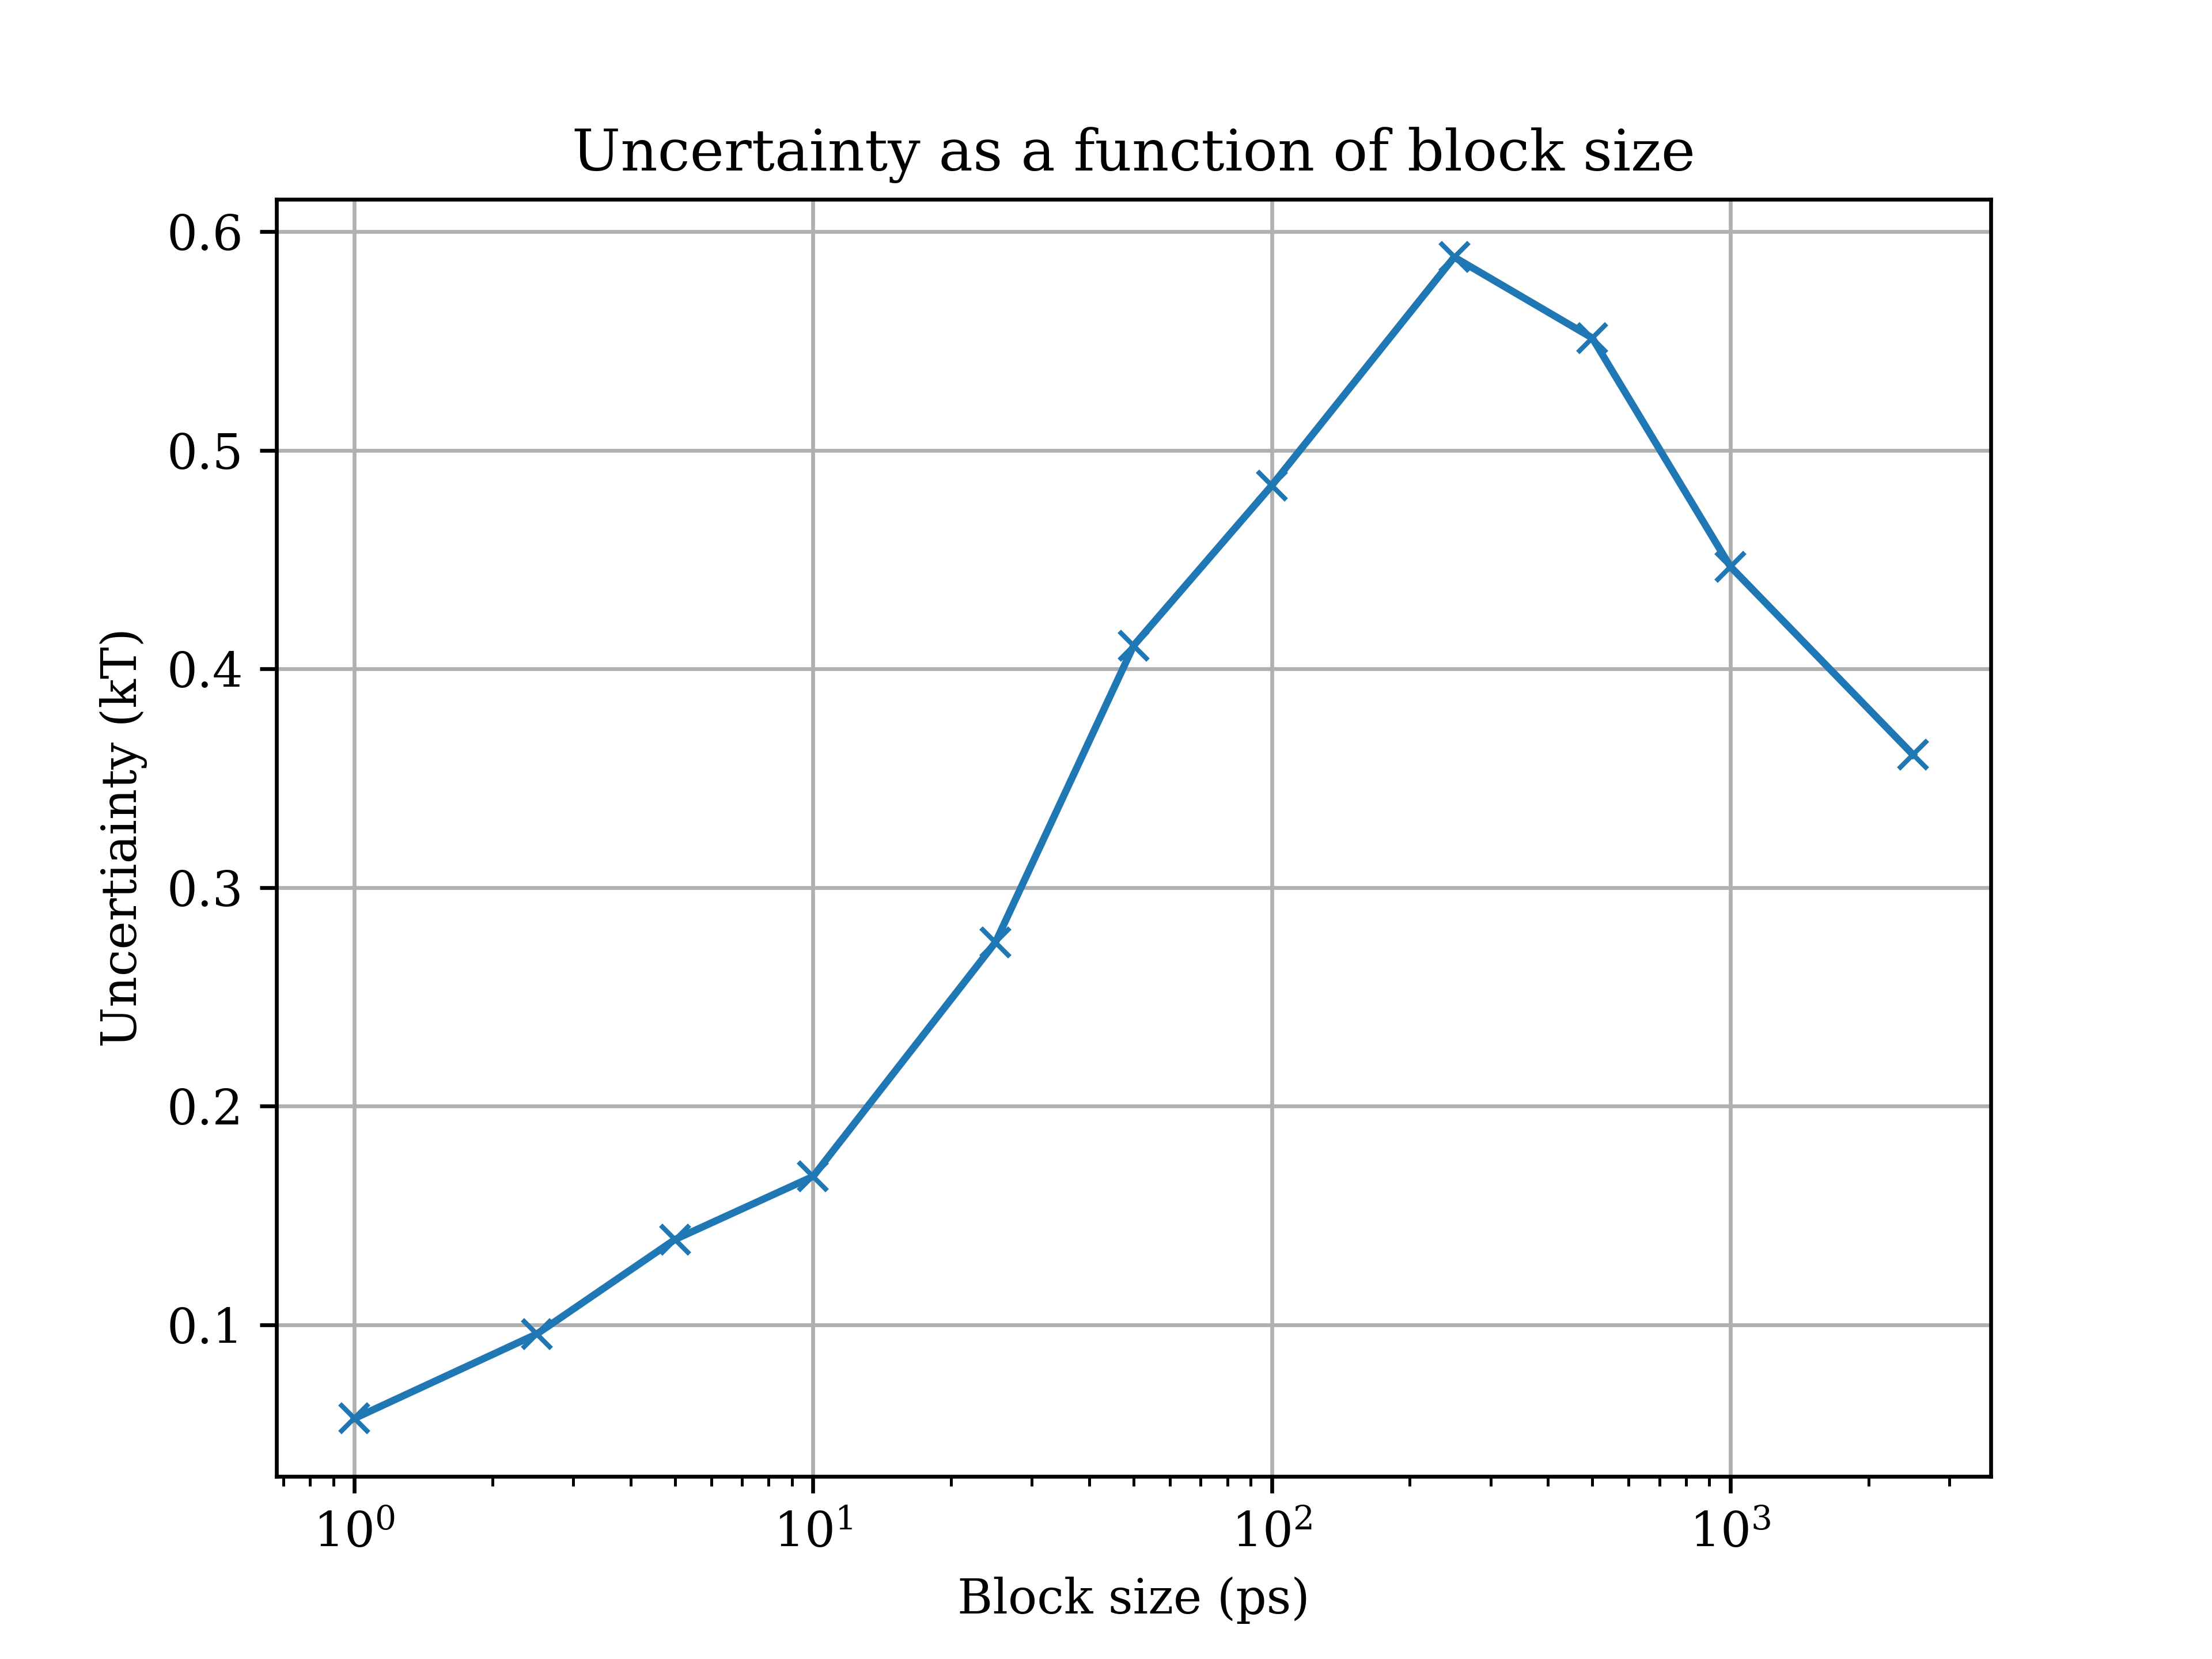 Uncertainty as a function of block size
0.6
0.5
0.4
0.3
0.2
0.1
Uncertiainty (kT)
10⁰ 10¹ 10² 10³
Block size (ps)